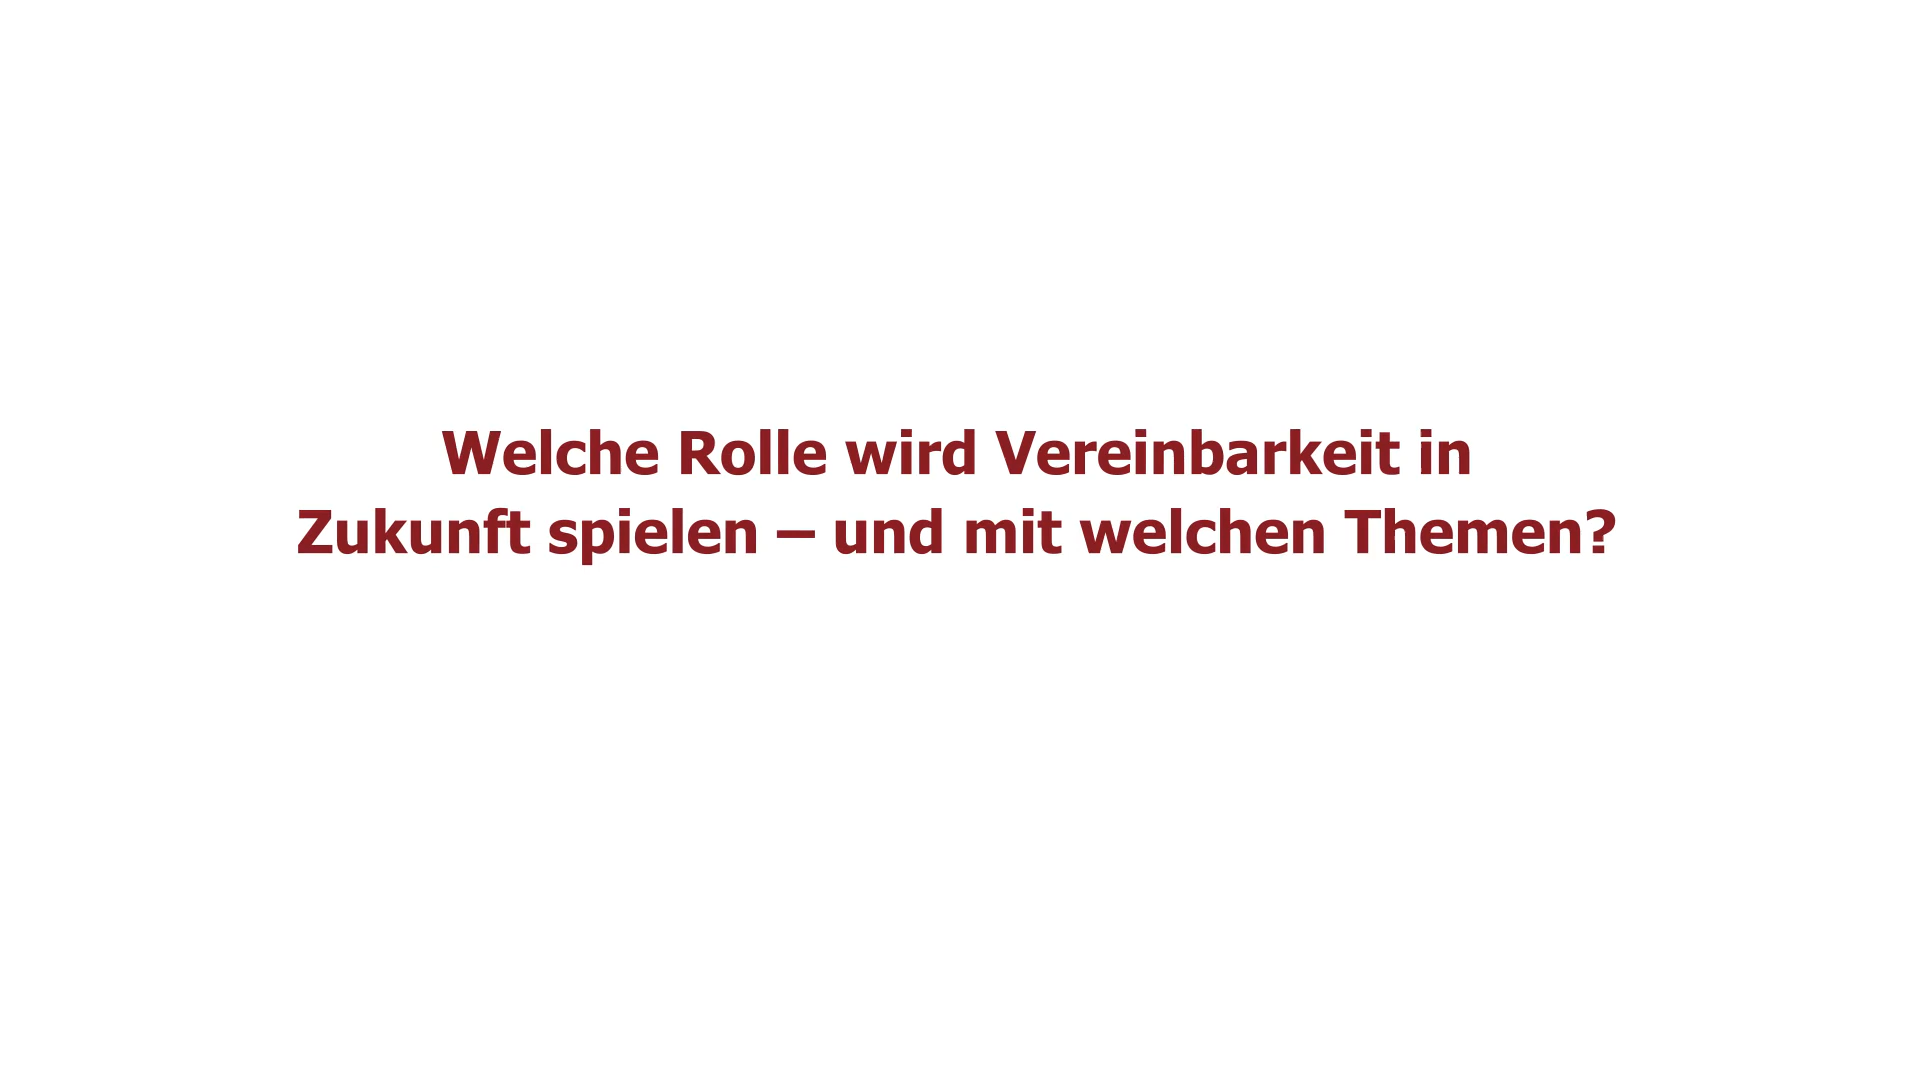 Welche Rolle wird Vereinbarkeit in
Zukunft spielen – und mit welchen Themen?